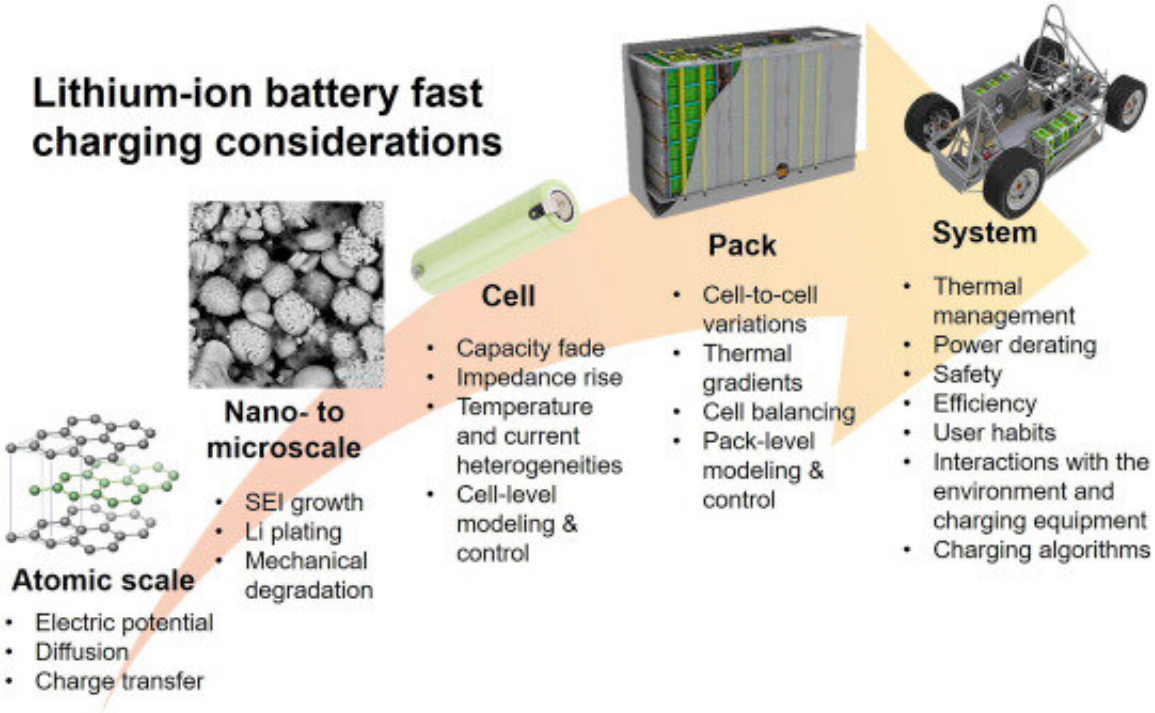 Lithium-ion battery fast
charging considerations
Atomic scale
• Electric potential
• Diffusion
• Charge transfer
Nano- to
microscale
• SEI growth
• Li plating
• Mechanical
degradation
Cell
• Capacity fade
• Impedance rise
• Temperature
and current
heterogeneities
• Cell-level
modeling &
control
Pack
• Cell-to-cell
variations
• Thermal
gradients
• Cell balancing
• Pack-level
modeling &
control
System
• Thermal
management
• Power derating
• Safety
• Efficiency
• User habits
• Interactions with the
environment and
charging equipment
• Charging algorithms